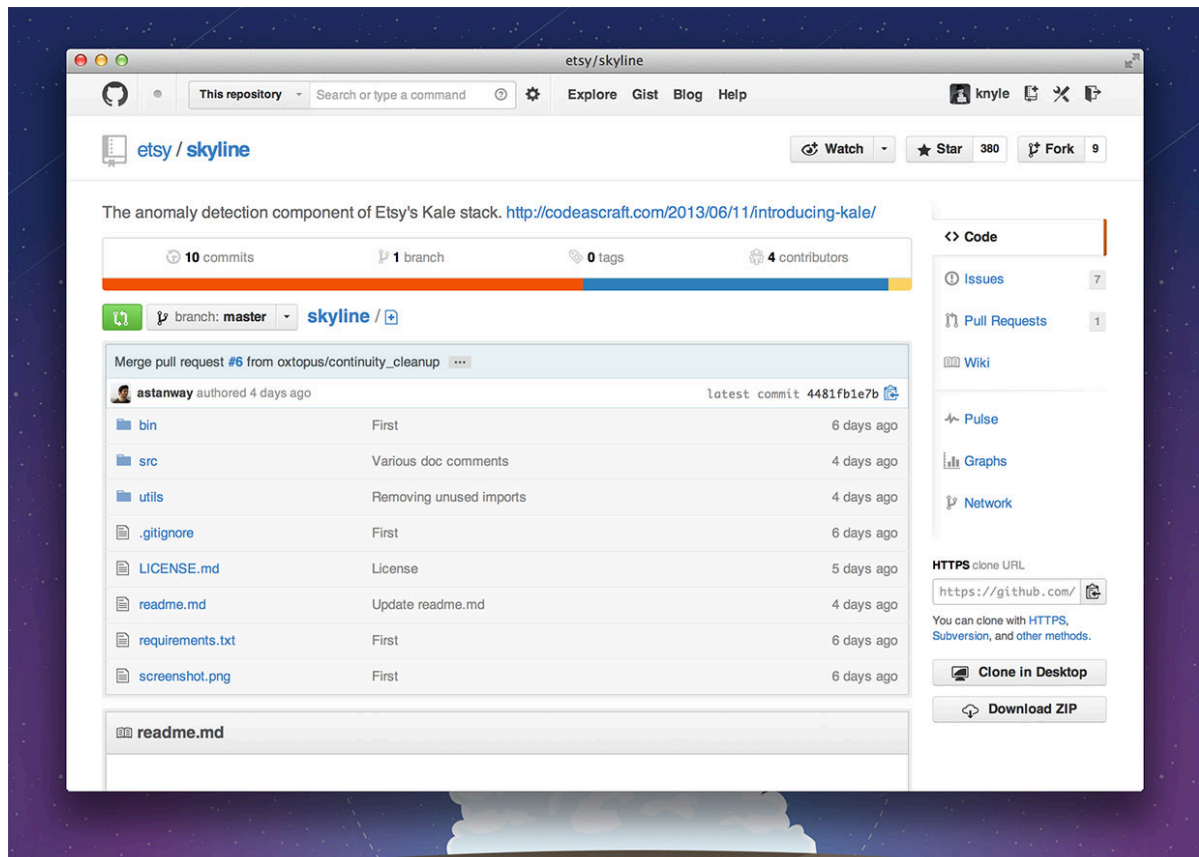 etsy/skyline
This repository Search or type a command Explore Gist Blog Help knyle
etsy / skyline Watch Star 380 Fork 9
The anomaly detection component of Etsy's Kale stack. http://codeascraft.com/2013/06/11/introducing-kale/
10 commits 1 branch 0 tags 4 contributors
branch: master skyline /
Merge pull request #6 from oxtopus/continuity_cleanup ...
astanway authored 4 days ago latest commit 4481fb1e7b
bin First 6 days ago
src Various doc comments 4 days ago
utils Removing unused imports 4 days ago
.gitignore First 6 days ago
LICENSE.md License 5 days ago
readme.md Update readme.md 4 days ago
requirements.txt First 6 days ago
screenshot.png First 6 days ago
readme.md
Code
Issues 7
Pull Requests 1
Wiki
Pulse
Graphs
Network
HTTPS clone URL
https://github.com/
You can clone with HTTPS,
Subversion, and other methods.
Clone in Desktop
Download ZIP